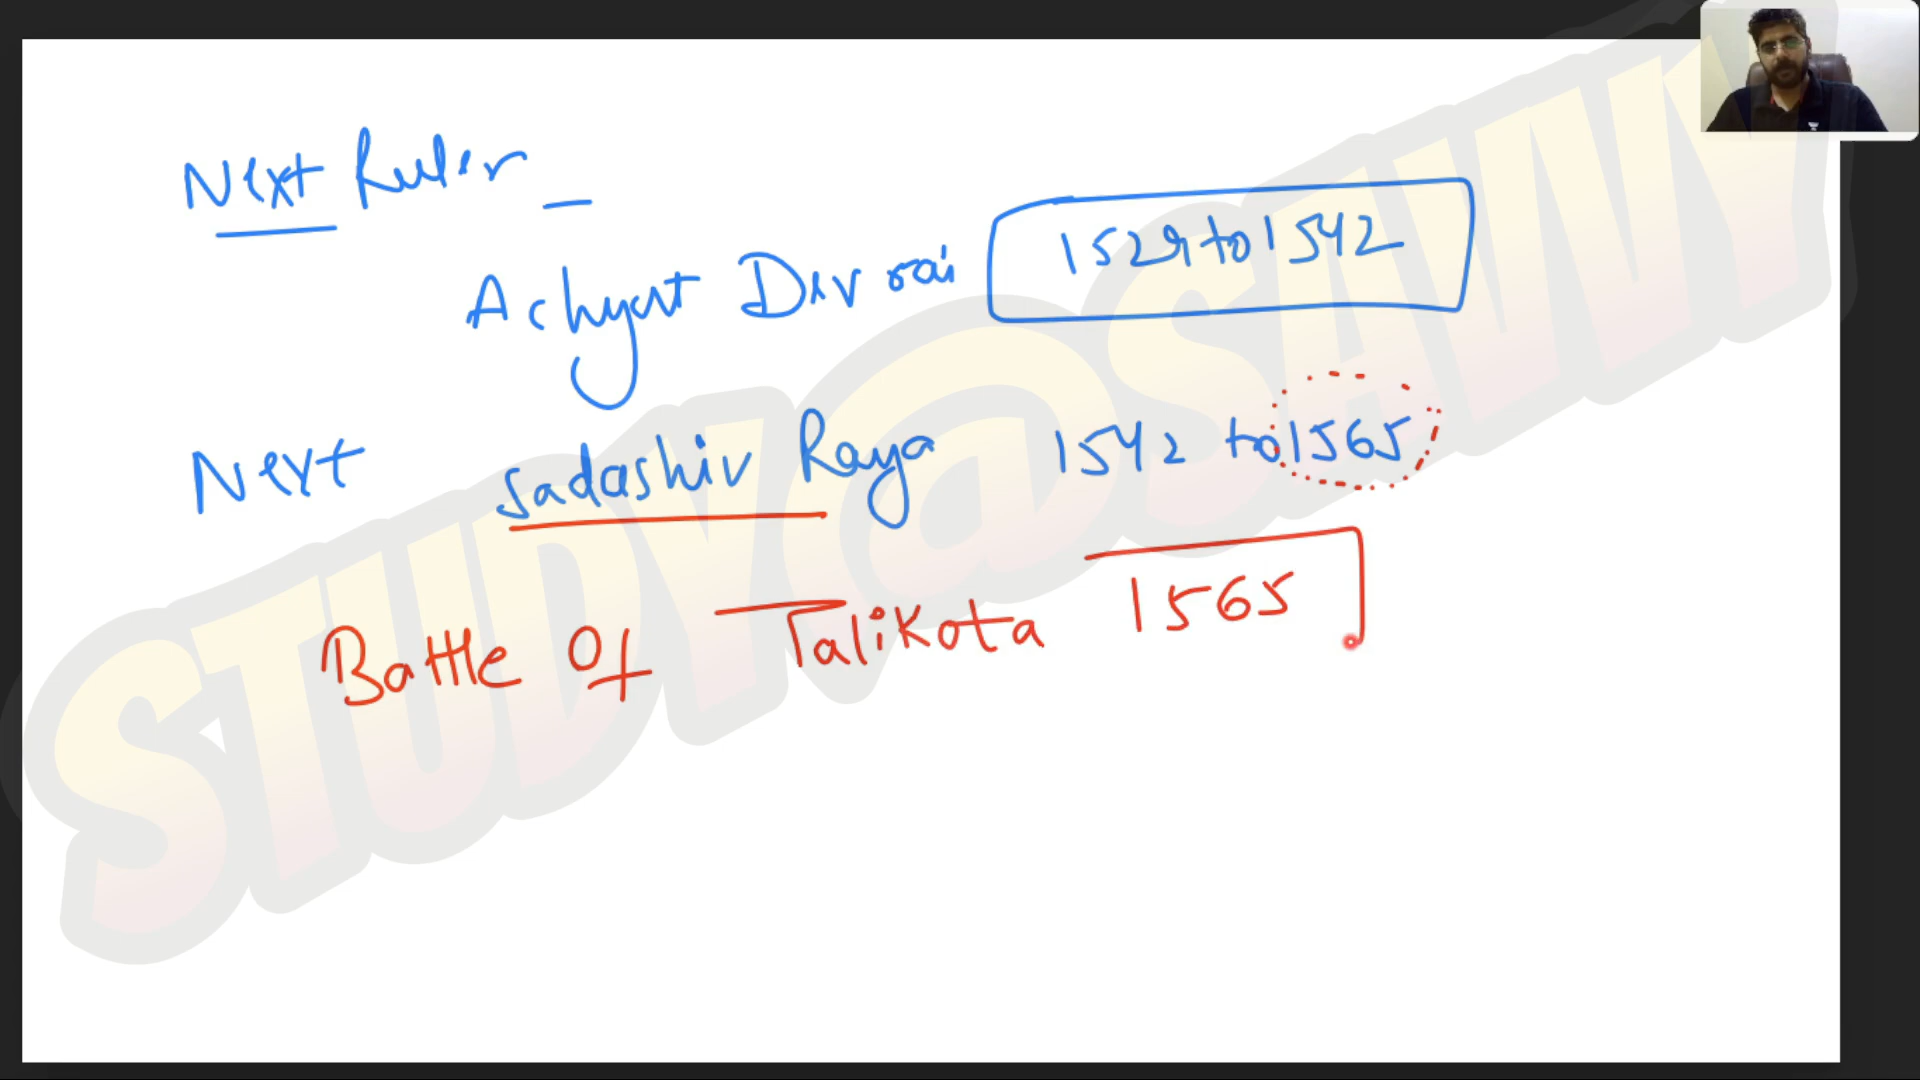 Next Ruler _
Achyut Dev rai 1529 to 1542
Next Sadashiv Raya 1542 to 1565
Battle Of Talikota 1565
STUDY@SAVVY